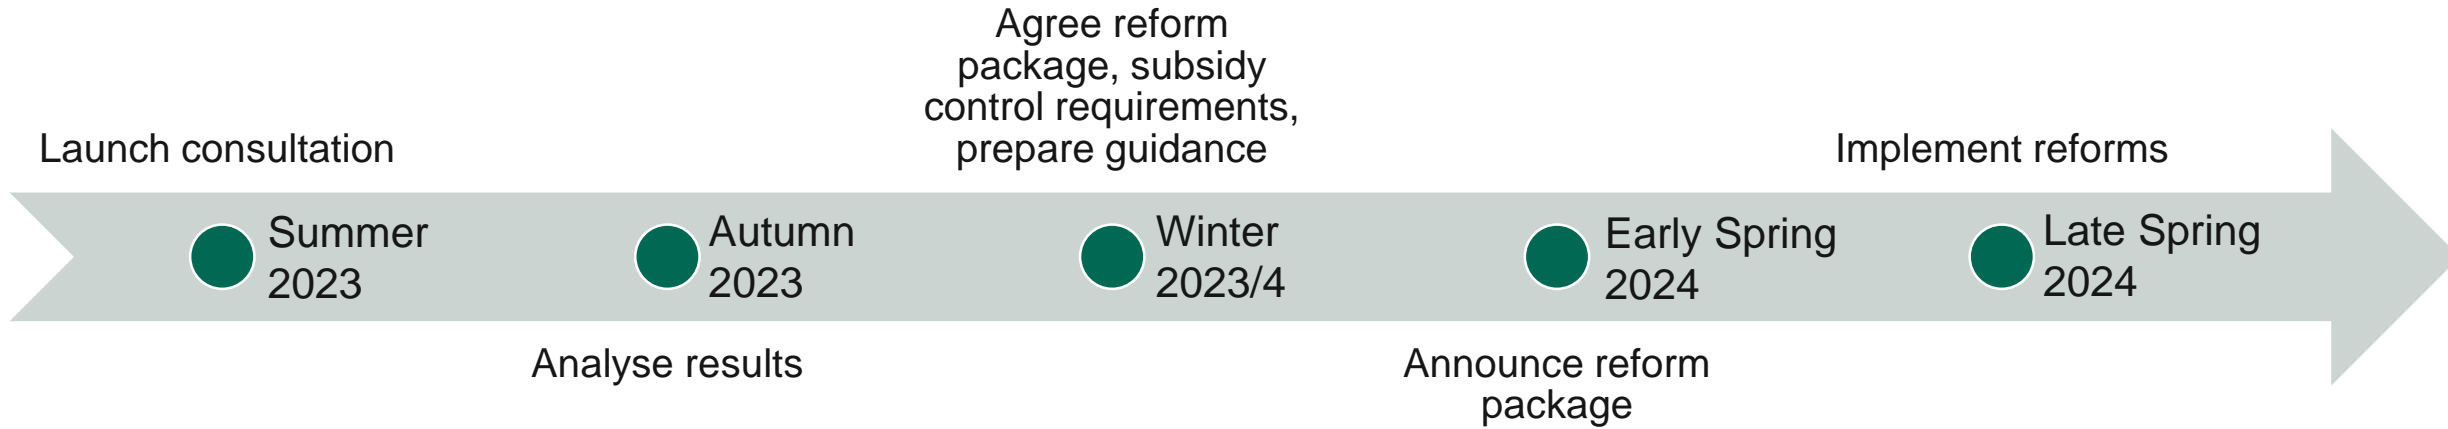 Agree reform
package, subsidy
control requirements,
prepare guidance
Launch consultation
Implement reforms
Summer
2023
Autumn
2023
Winter
2023/4
Early Spring
2024
Late Spring
2024
Analyse results
Announce reform
package